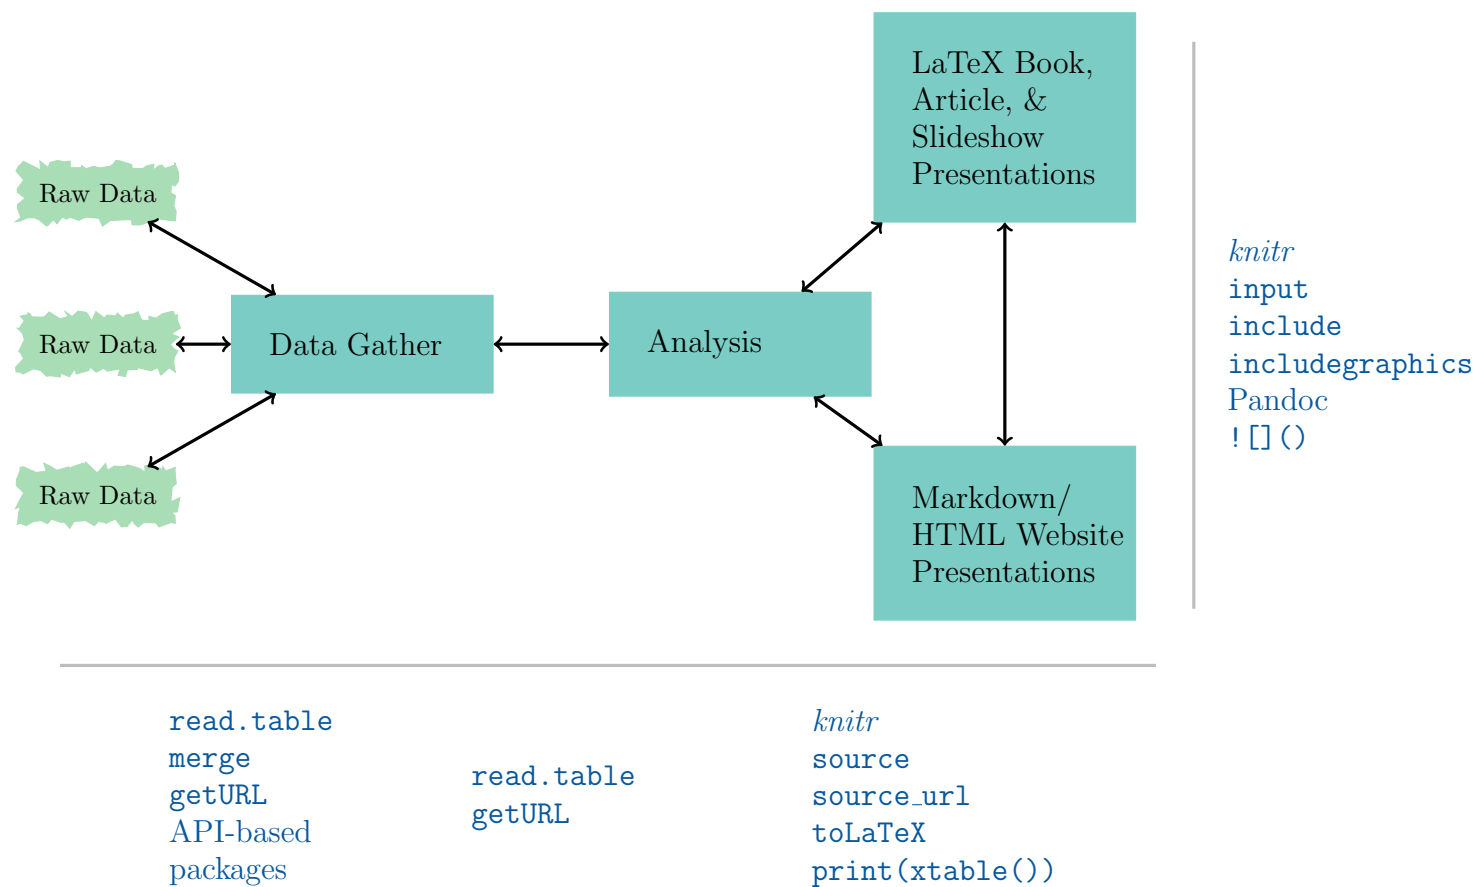 LaTeX Book,
Article, &
Slideshow
Presentations
Raw Data
Raw Data
Raw Data
Data Gather
Analysis
Markdown/
HTML Website
Presentations
knitr
input
include
includegraphics
Pandoc
![]()
read.table
merge
getURL
API-based
packages
read.table
getURL
knitr
source
source_url
toLaTeX
print(xtable())